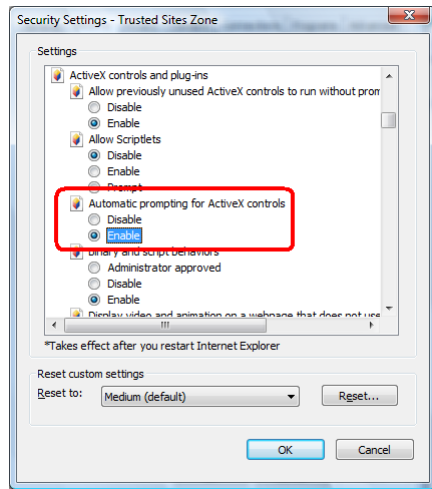 Security Settings - Trusted Sites Zone
Settings
ActiveX controls and plug-ins
Allow previously unused ActiveX controls to run without prom
Disable
Enable
Allow Scriptlets
Disable
Enable
Prompt
Automatic prompting for ActiveX controls
Disable
Enable
Binary and script behaviors
Administrator approved
Disable
Enable
Display video and animation on a webpage that does not use
*Takes effect after you restart Internet Explorer
Reset custom settings
Reset to:
Medium (default)
Reset...
OK
Cancel